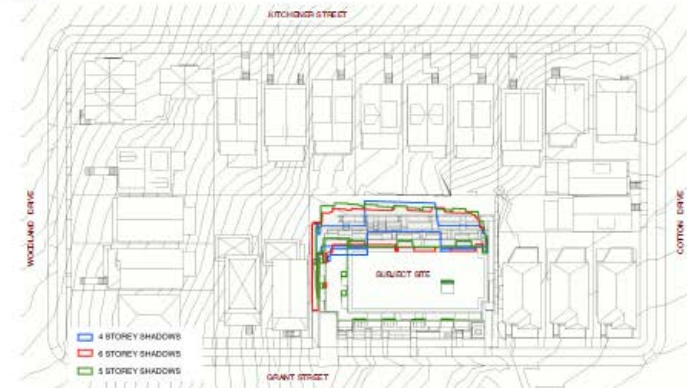 KITCHENER STREET
WOODLAND DRIVE
COTTON DRIVE
SUBJECT SITE
4 STOREY SHADOWS
6 STOREY SHADOWS
5 STOREY SHADOWS
GRANT STREET